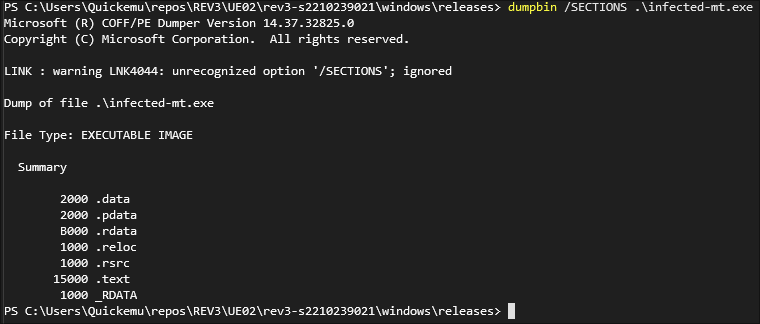 PS C:\Users\Quickemu\repos\REV3\UE02\rev3-s2210239021\windows\releases> dumpbin /SECTIONS .\infected-mt.exe
Microsoft (R) COFF/PE Dumper Version 14.37.32825.0
Copyright (C) Microsoft Corporation.  All rights reserved.

LINK : warning LNK4044: unrecognized option '/SECTIONS'; ignored

Dump of file .\infected-mt.exe

File Type: EXECUTABLE IMAGE

  Summary

        2000 .data
        2000 .pdata
        B000 .rdata
        1000 .reloc
        1000 .rsrc
       15000 .text
        1000 _RDATA
PS C:\Users\Quickemu\repos\REV3\UE02\rev3-s2210239021\windows\releases>